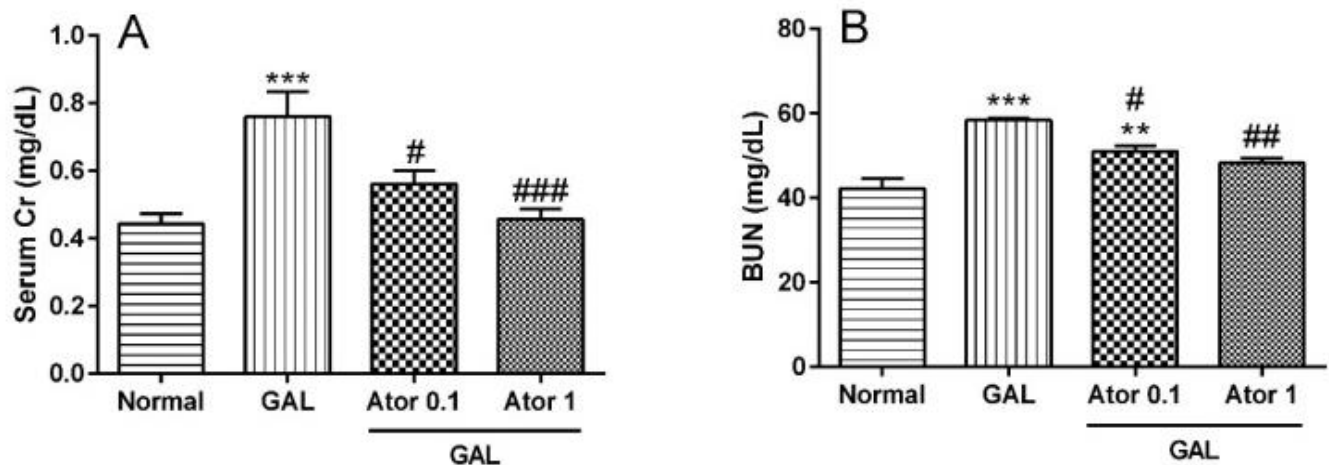 A
Serum Cr (mg/dL)
1.0
0.8
0.6
0.4
0.2
0.0
***
#
###
Normal GAL Ator 0.1 Ator 1
GAL
B
BUN (mg/dL)
80
60
40
20
0
***
#
**
##
Normal GAL Ator 0.1 Ator 1
GAL